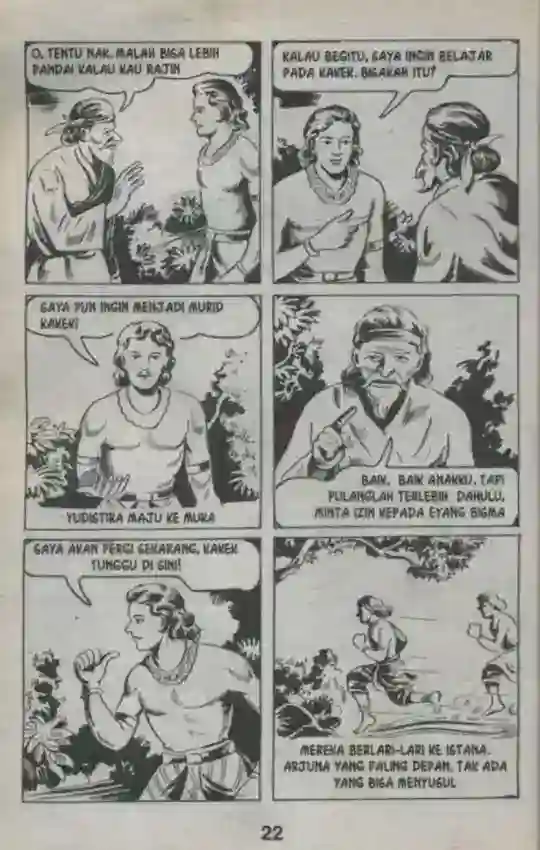 O, TENTU NAK. MALAH BISA LEBIH
PANDAI KALAU KAU RAJIN
KALAU BEGITU, SAYA INGIN BELAJAR
PADA KAKEK. BISAKAH ITU?
SAYA PUN INGIN MENJADI MURID
KAKEK!
YUDISTIRA MAJU KE MUKA
BAIK, BAIK ANAKKU. TAPI
PULANGLAH TERLEBIH DAHULU,
MINTA IZIN KEPADA EYANG BISMA
SAYA AKAN PERGI SEKARANG, KAKEK
TUNGGU DI SINI!
MEREKA BERLARI-LARI KE ISTANA.
ARJUNA YANG PALING DEPAN, TAK ADA
YANG BISA MENYUSUL
22